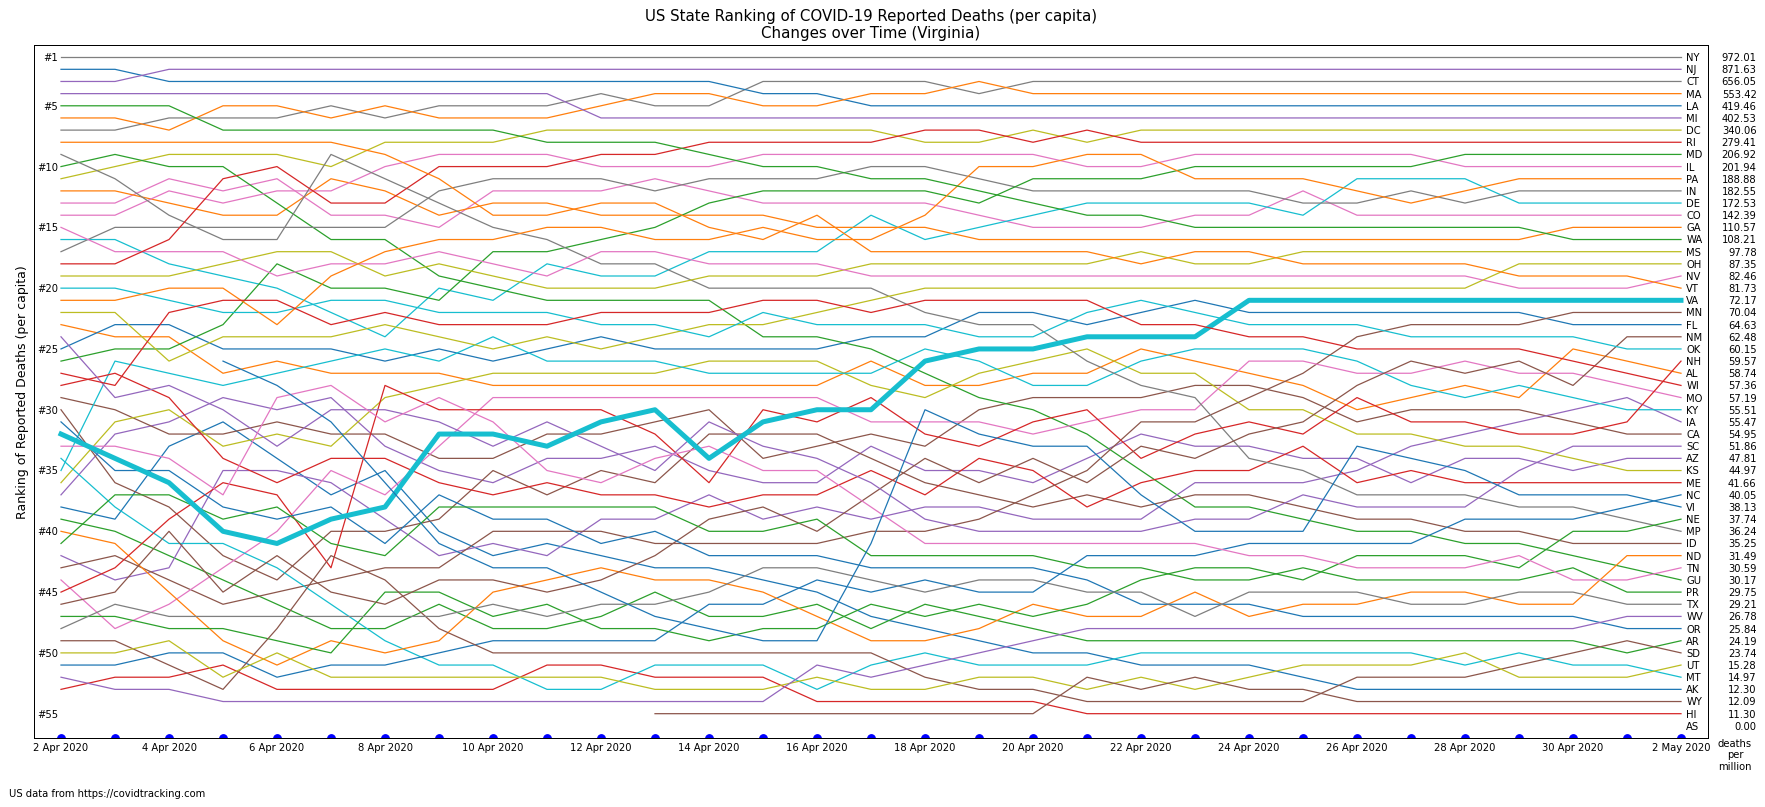 US State Ranking of COVID-19 Reported Deaths (per capita)
Changes over Time (Virginia)
Ranking of Reported Deaths (per capita)
#1
#5
#10
#15
#20
#25
#30
#35
#40
#45
#50
#55
NY 972.01
NJ 871.63
CT 656.05
MA 553.42
LA 419.46
MI 402.53
DC 340.06
RI 279.41
MD 206.92
IL 201.94
PA 188.88
IN 182.55
DE 172.53
CO 142.39
GA 110.57
WA 108.21
MS 97.78
OH 87.35
NV 82.46
VT 81.73
VA 72.17
MN 70.04
FL 64.63
NM 62.48
OK 60.15
NH 59.57
AL 58.74
WI 57.36
MO 57.19
KY 55.51
IA 55.47
CA 54.95
SC 51.86
AZ 47.81
KS 44.97
ME 41.66
NC 40.05
VI 38.13
NE 37.74
MP 36.24
ID 35.25
ND 31.49
TN 30.59
GU 30.17
PR 29.75
TX 29.21
WV 26.78
OR 25.84
AR 24.19
SD 23.74
UT 15.28
MT 14.97
AK 12.30
WY 12.09
HI 11.30
AS 0.00
2 Apr 2020 4 Apr 2020 6 Apr 2020 8 Apr 2020 10 Apr 2020 12 Apr 2020 14 Apr 2020 16 Apr 2020 18 Apr 2020 20 Apr 2020 22 Apr 2020 24 Apr 2020 26 Apr 2020 28 Apr 2020 30 Apr 2020 2 May 2020
deaths
per
million
US data from https://covidtracking.com